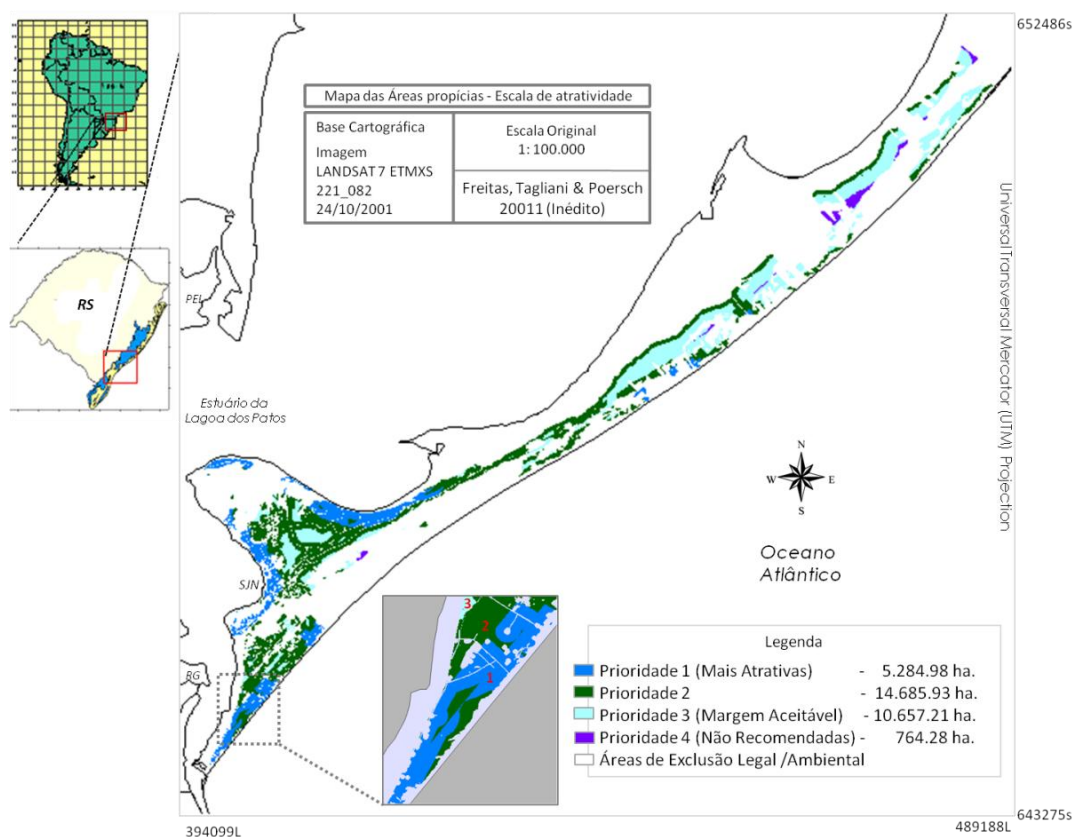 652486s
Mapa das Áreas propícias - Escala de atratividade
Base Cartográfica
Imagem
LANDSAT 7 ETMXS
221_082
24/10/2001
Escala Original
1: 100.000
Freitas, Tagliani & Poersch
20011 (Inédito)
Universal Transversal Mercator (UTM) Projection
RS
PEL
Estuário da
Lagoa dos Patos
N
W
E
S
Oceano
Atlântico
SJN
RG
3
2
1
Legenda
Prioridade 1 (Mais Atrativas) - 5.284.98 ha.
Prioridade 2 - 14.685.93 ha.
Prioridade 3 (Margem Aceitável) - 10.657.21 ha.
Prioridade 4 (Não Recomendadas) - 764.28 ha.
Áreas de Exclusão Legal /Ambiental
394099L
489188L
643275s